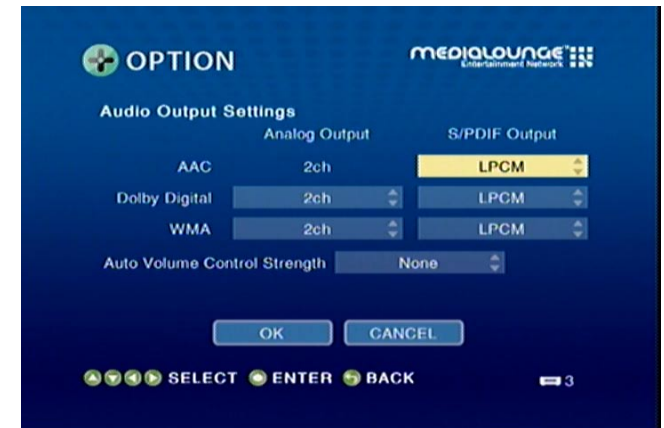 OPTION
MEDIALOUNGE
Entertainment Network
Audio Output Settings
Analog Output S/PDIF Output
AAC 2ch LPCM
Dolby Digital 2ch LPCM
WMA 2ch LPCM
Auto Volume Control Strength None
OK CANCEL
SELECT ENTER BACK 3